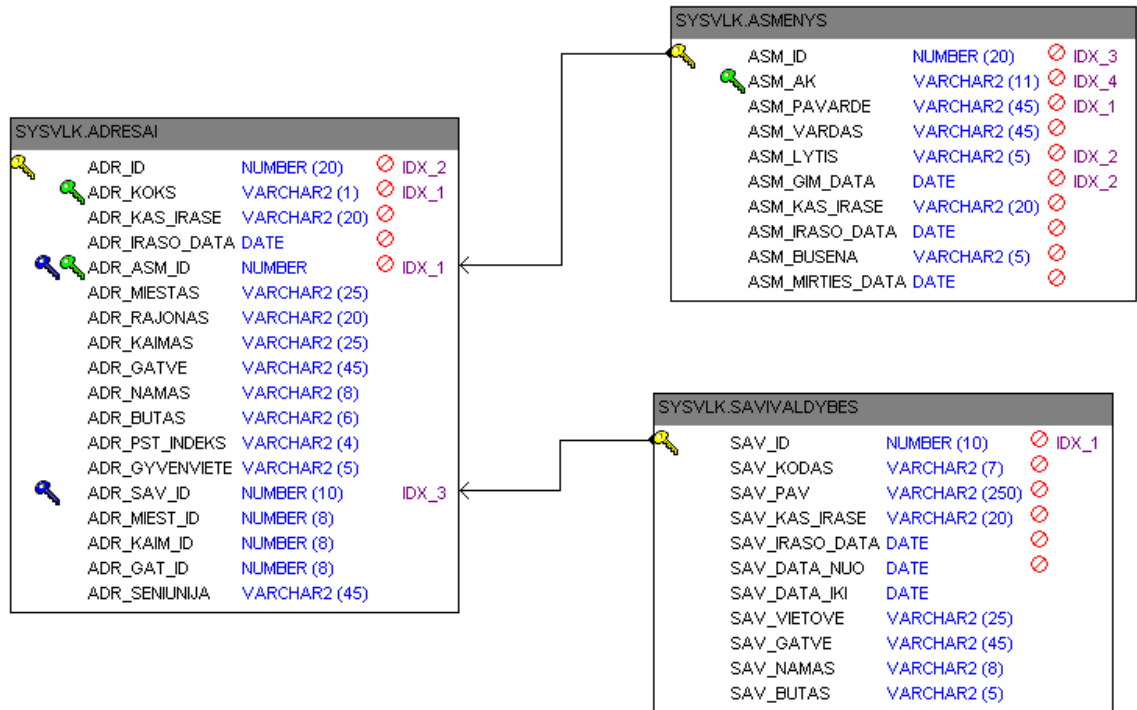 SYSVLK.ASMENYS
ASM_ID NUMBER (20) IDX_3
ASM_AK VARCHAR2 (11) IDX_4
ASM_PAVARDE VARCHAR2 (45) IDX_1
ASM_VARDAS VARCHAR2 (45)
ASM_LYTIS VARCHAR2 (5) IDX_2
ASM_GIM_DATA DATE IDX_2
ASM_KAS_IRASE VARCHAR2 (20)
ASM_IRASO_DATA DATE
ASM_BUSENA VARCHAR2 (5)
ASM_MIRTIES_DATA DATE
SYSVLK.ADRESAI
ADR_ID NUMBER (20) IDX_2
ADR_KOKS VARCHAR2 (1) IDX_1
ADR_KAS_IRASE VARCHAR2 (20)
ADR_IRASO_DATA DATE
ADR_ASM_ID NUMBER IDX_1
ADR_MIESTAS VARCHAR2 (25)
ADR_RAJONAS VARCHAR2 (20)
ADR_KAIMAS VARCHAR2 (25)
ADR_GATVE VARCHAR2 (45)
ADR_NAMAS VARCHAR2 (8)
ADR_BUTAS VARCHAR2 (6)
ADR_PST_INDEKS VARCHAR2 (4)
ADR_GYVENVIETE VARCHAR2 (5)
ADR_SAV_ID NUMBER (10) IDX_3
ADR_MIEST_ID NUMBER (8)
ADR_KAIM_ID NUMBER (8)
ADR_GAT_ID NUMBER (8)
ADR_SENIUNIJA VARCHAR2 (45)
SYSVLK.SAVIVALDYBES
SAV_ID NUMBER (10) IDX_1
SAV_KODAS VARCHAR2 (7)
SAV_PAV VARCHAR2 (250)
SAV_KAS_IRASE VARCHAR2 (20)
SAV_IRASO_DATA DATE
SAV_DATA_NUO DATE
SAV_DATA_IKI DATE
SAV_VIETOVE VARCHAR2 (25)
SAV_GATVE VARCHAR2 (45)
SAV_NAMAS VARCHAR2 (8)
SAV_BUTAS VARCHAR2 (5)